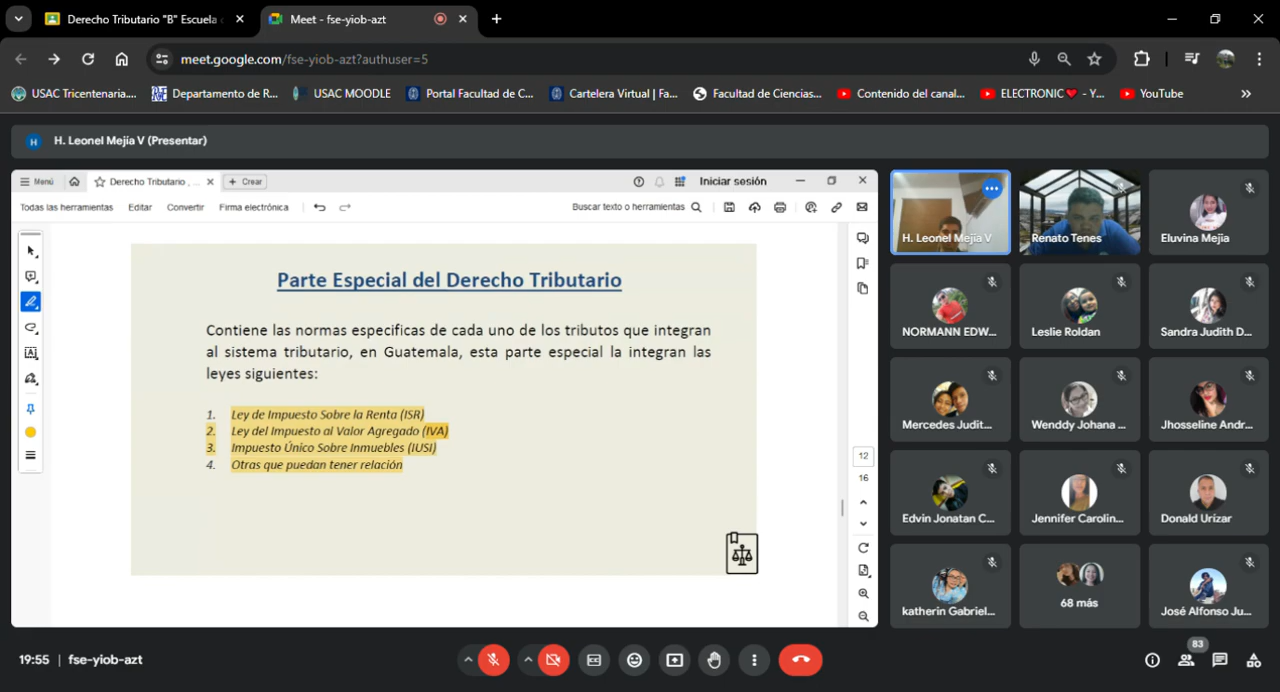 Derecho Tributario "B" Escuela
Meet - fse-yiob-azt
meet.google.com/fse-yiob-azt?authuser=5
USAC Tricentenaria....
Departamento de R...
USAC MOODLE
Portal Facultad de C...
Cartelera Virtual | Fa...
Facultad de Ciencias...
Contenido del canal...
ELECTRONIC❤ - Y...
YouTube
H
H. Leonel Mejía V (Presentar)
Menú
Derecho Tributario , ...
+ Crear
Iniciar sesión
Todas las herramientas
Editar
Convertir
Firma electrónica
Buscar texto o herramientas
Parte Especial del Derecho Tributario
Contiene las normas especificas de cada uno de los tributos que integran
al sistema tributario, en Guatemala, esta parte especial la integran las
leyes siguientes:
1. Ley de Impuesto Sobre la Renta (ISR)
2. Ley del Impuesto al Valor Agregado (IVA)
3. Impuesto Único Sobre Inmuebles (IUSI)
4. Otras que puedan tener relación
12
16
H. Leonel Mejía V
Renato Tenes
Eluvina Mejia
NORMANN EDW...
Leslie Roldan
Sandra Judith D...
Mercedes Judit...
Wenddy Johana ...
Jhosseline Andr...
Edvin Jonatan C...
Jennifer Carolin...
Donald Urízar
katherin Gabriel...
68 más
José Alfonso Ju...
19:55 | fse-yiob-azt
83